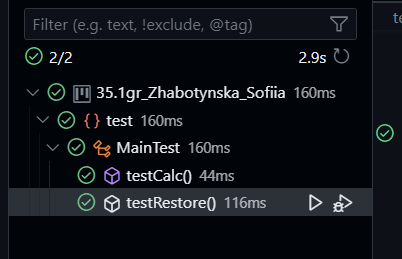 Filter (e.g. text, !exclude, @tag)
2/2 2.9s
35.1gr_Zhabotynska_Sofiia 160ms
{} test 160ms
MainTest 160ms
testCalc() 44ms
testRestore() 116ms